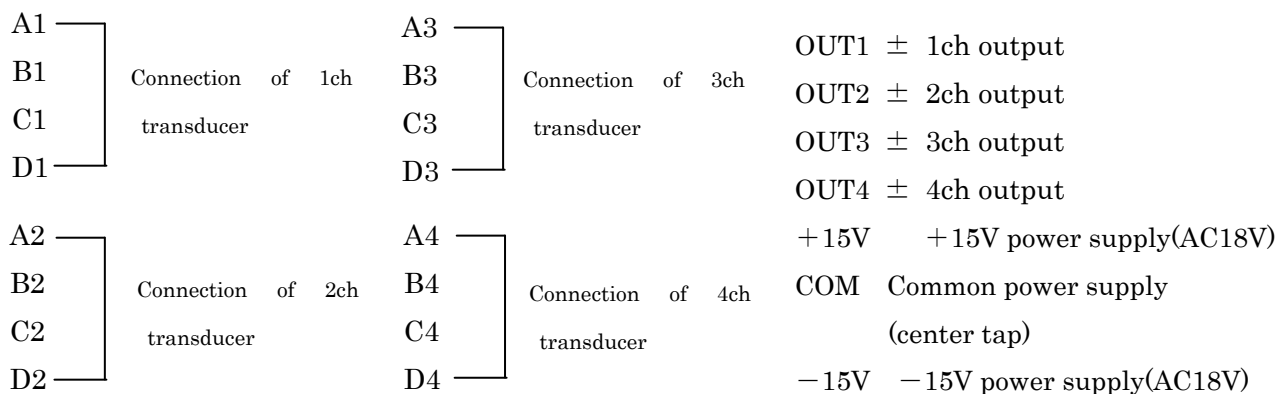 A1
B1
C1
D1
Connection of 1ch
transducer
A2
B2
C2
D2
Connection of 2ch
transducer
A3
B3
C3
D3
Connection of 3ch
transducer
A4
B4
C4
D4
Connection of 4ch
transducer
OUT1 ± 1ch output
OUT2 ± 2ch output
OUT3 ± 3ch output
OUT4 ± 4ch output
+15V +15V power supply(AC18V)
COM Common power supply
(center tap)
−15V −15V power supply(AC18V)